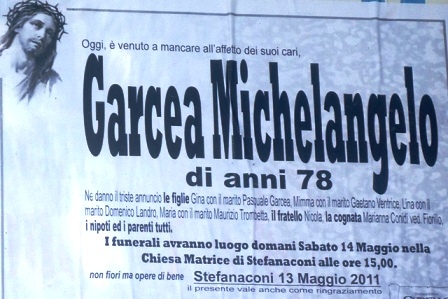 Oggi, è venuto a mancare all'affetto dei suoi cari,
Garcea Michelangelo
di anni 78
Ne danno il triste annuncio le figlie Gina con il marito Pasquale Garcea, Mimma con il marito Gaetano Ventrice, Lina con il
marito Domenico Landro, Maria con il marito Maurizio Trombetta, il fratello Nicola, la cognata Marianna Conidi ved. Fiorillo,
i nipoti ed i parenti tutti.
I funerali avranno luogo domani Sabato 14 Maggio nella
Chiesa Matrice di Stefanaconi alle ore 15,00.
non fiori ma opere di bene Stefanaconi 13 Maggio 2011
il presente vale anche come ringraziamento